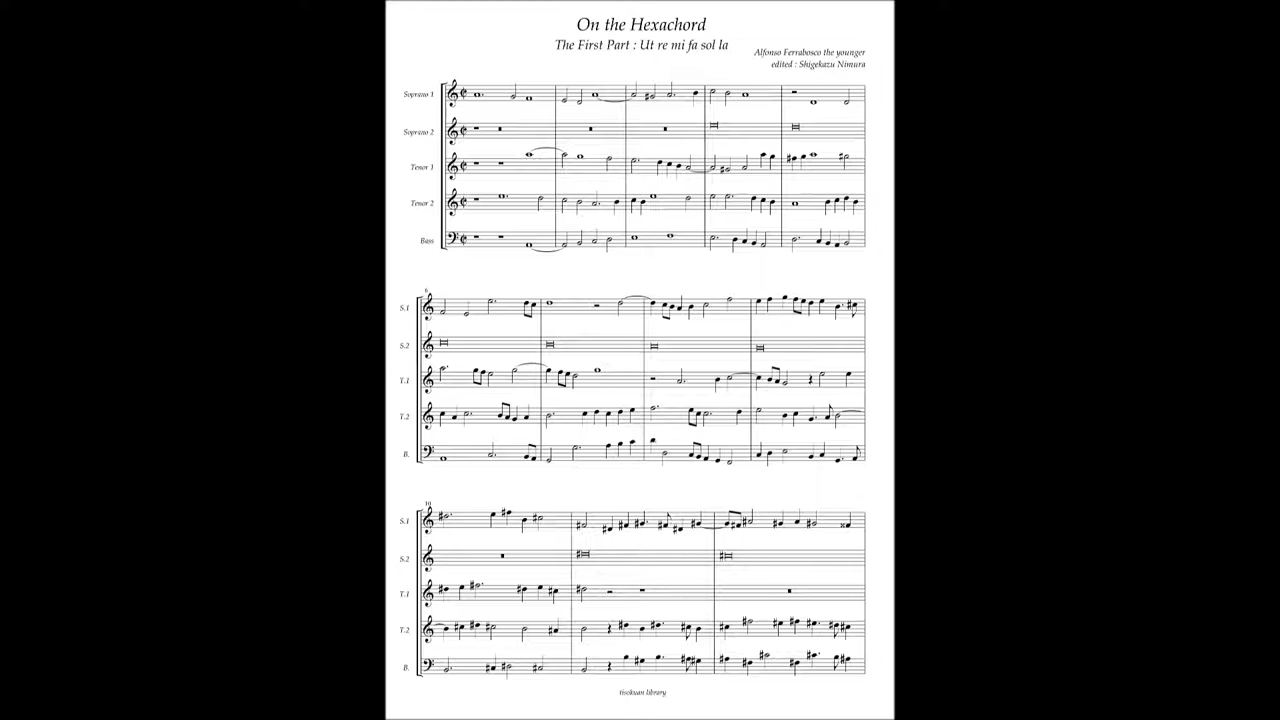 On the Hexachord
The First Part : Ut re mi fa sol la
Alfonso Ferrabosco the younger
edited : Shigekazu Nimura
Soprano 1
Soprano 2
Tenor 1
Tenor 2
Bass
6
S.1
S.2
T.1
T.2
B.
10
S.1
S.2
T.1
T.2
B.
tisokuan library